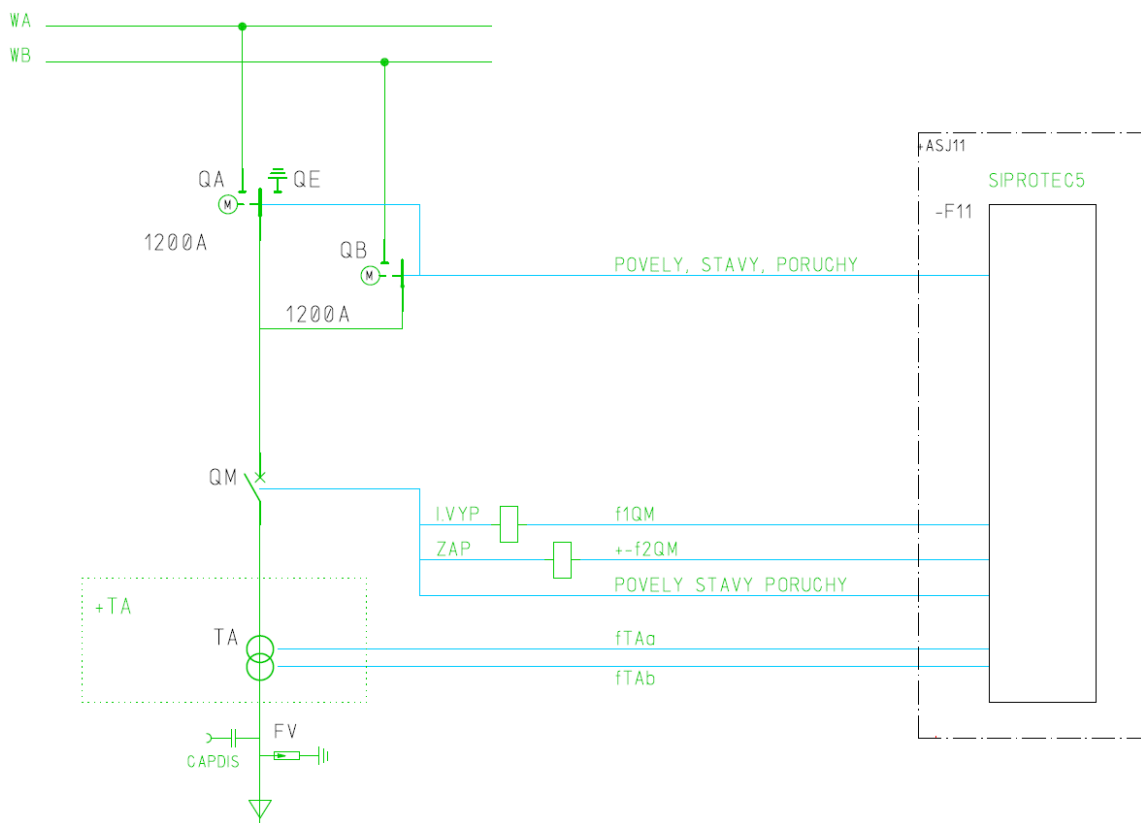 WA
WB
+ASJ11
SIPROTEC5
QA
QE
M
-F11
1200A
QB
M
POVELY, STAVY, PORUCHY
1200A
QM
I.VYP
f1QM
ZAP
+-f2QM
POVELY STAVY PORUCHY
+TA
TA
fTAa
fTAb
FV
CAPDIS